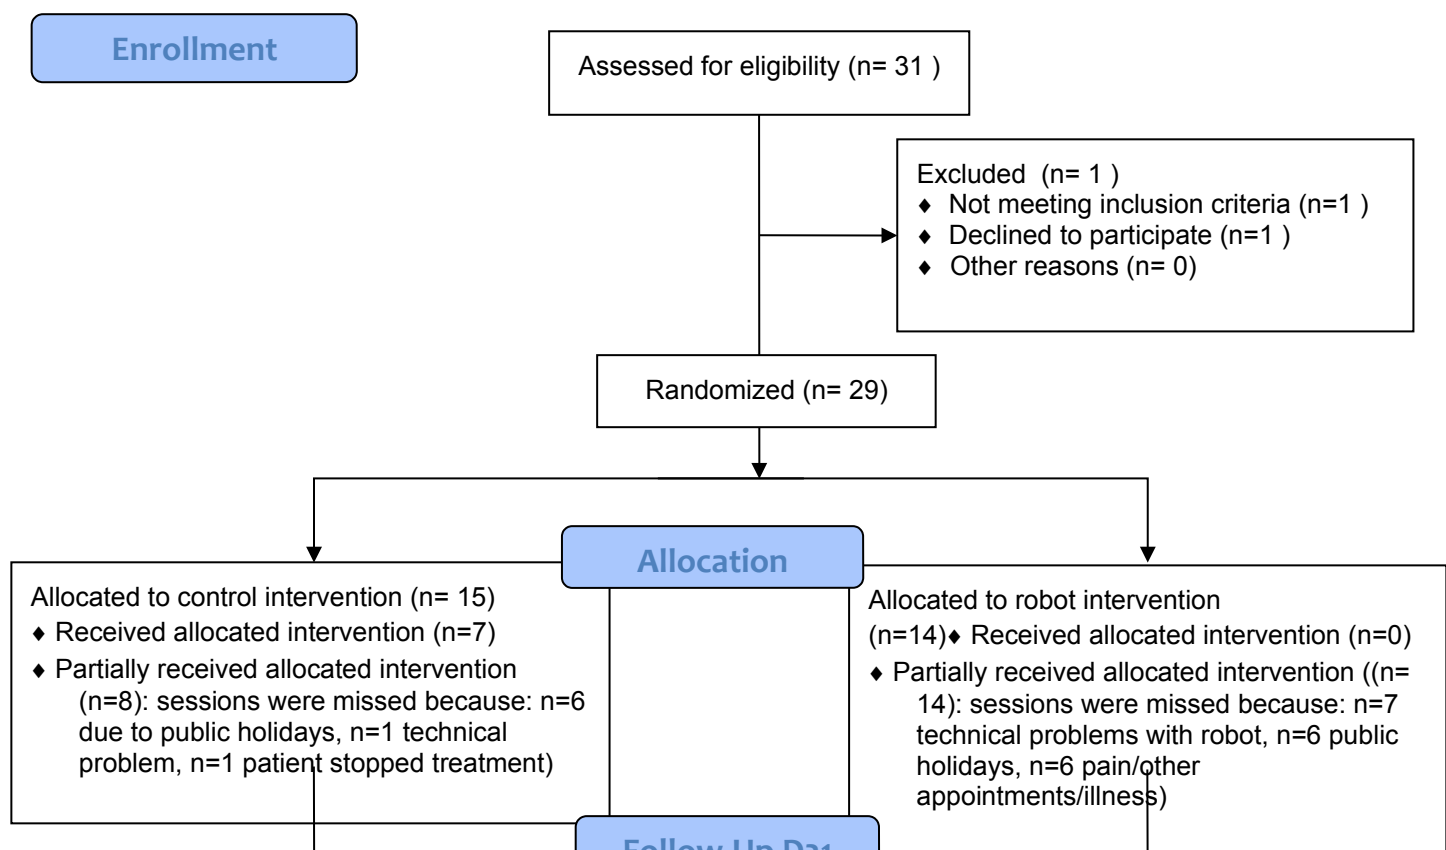 Enrollment
Assessed for eligibility (n= 31 )
Excluded (n= 1 )
♦ Not meeting inclusion criteria (n=1 )
♦ Declined to participate (n=1 )
♦ Other reasons (n= 0)
Randomized (n= 29)
Allocation
Allocated to control intervention (n= 15)
♦ Received allocated intervention (n=7)
♦ Partially received allocated intervention
(n=8): sessions were missed because: n=6
due to public holidays, n=1 technical
problem, n=1 patient stopped treatment)
Allocated to robot intervention
(n=14)♦ Received allocated intervention (n=0)
♦ Partially received allocated intervention ((n=
14): sessions were missed because: n=7
technical problems with robot, n=6 public
holidays, n=6 pain/other
appointments/illness)
Follow Up D31